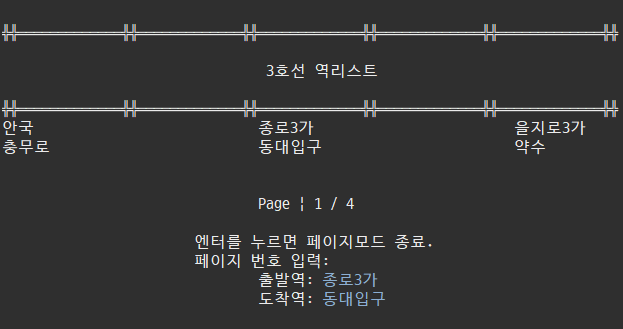 3호선 역리스트
안국 종로3가 을지로3가
충무로 동대입구 약수
Page ¦ 1 / 4
엔터를 누르면 페이지모드 종료.
페이지 번호 입력:
출발역: 종로3가
도착역: 동대입구